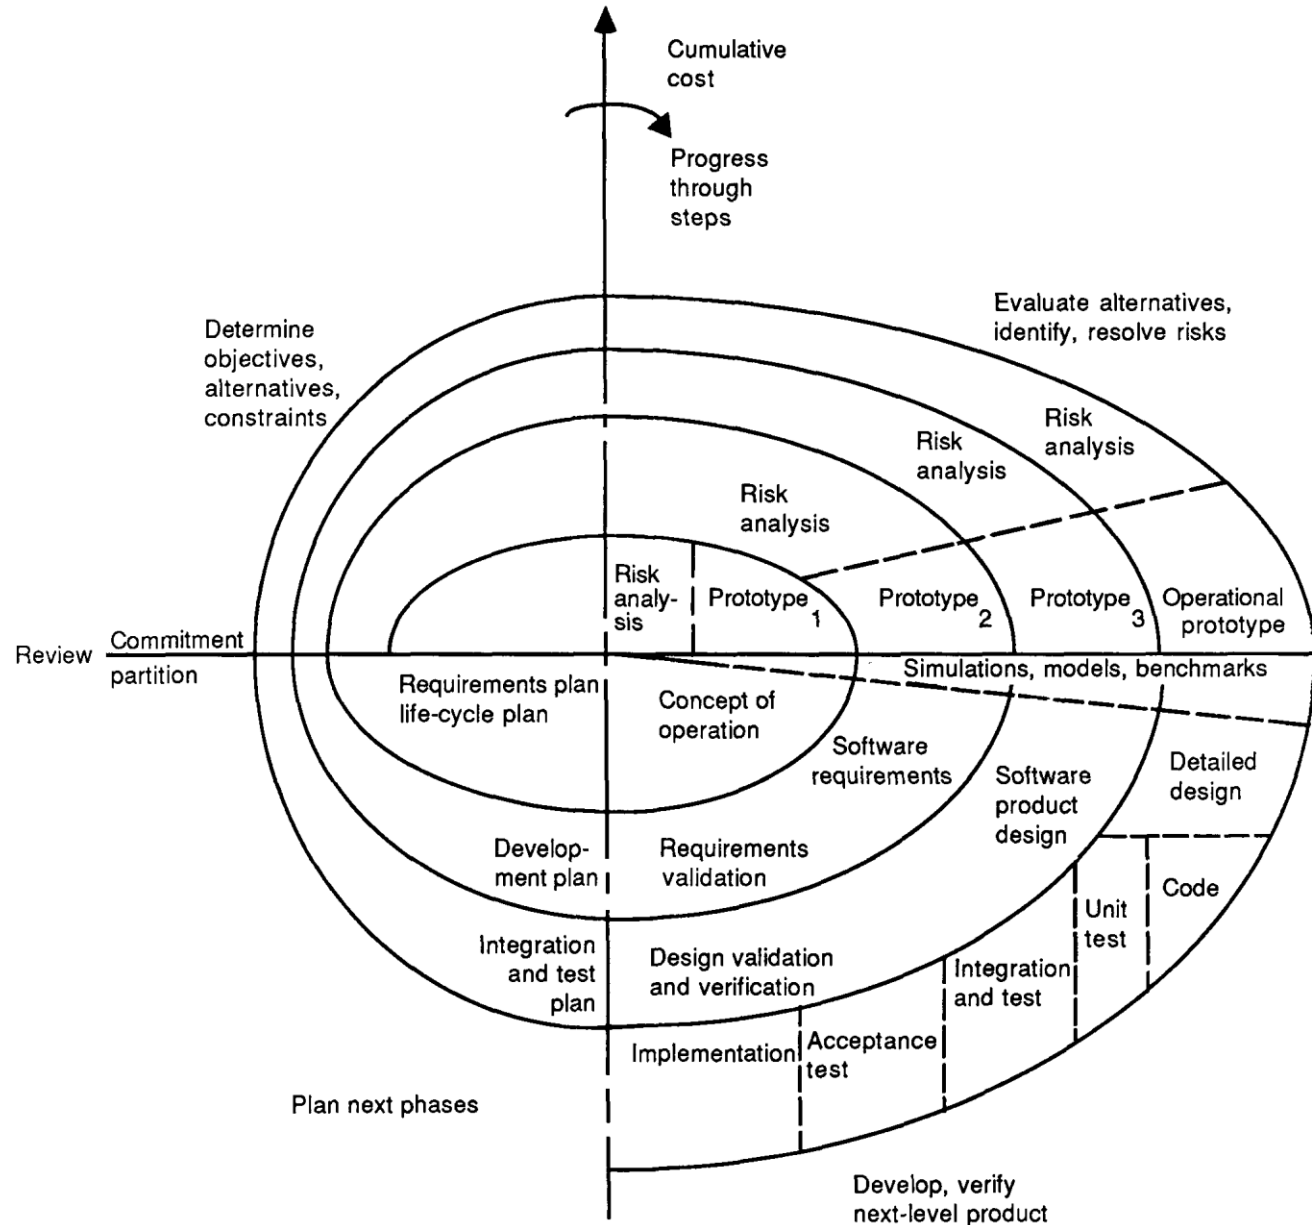 Cumulative
cost
Progress
through
steps
Determine
objectives,
alternatives,
constraints
Evaluate alternatives,
identify, resolve risks
Risk
analysis
Risk
analysis
Risk
analysis
Risk
analy-
sis
Prototype 1
Prototype 2
Prototype 3
Operational
prototype
Review
Commitment
partition
Simulations, models, benchmarks
Requirements plan
life-cycle plan
Concept of
operation
Software
requirements
Software
product
design
Detailed
design
Develop-
ment plan
Requirements
validation
Code
Unit
test
Integration
and test
plan
Design validation
and verification
Integration
and test
Acceptance
test
Implementation
Plan next phases
Develop, verify
next-level product